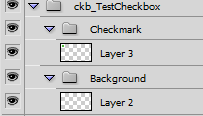 ckb_TestCheckbox
Checkmark
Layer 3
Background
Layer 2